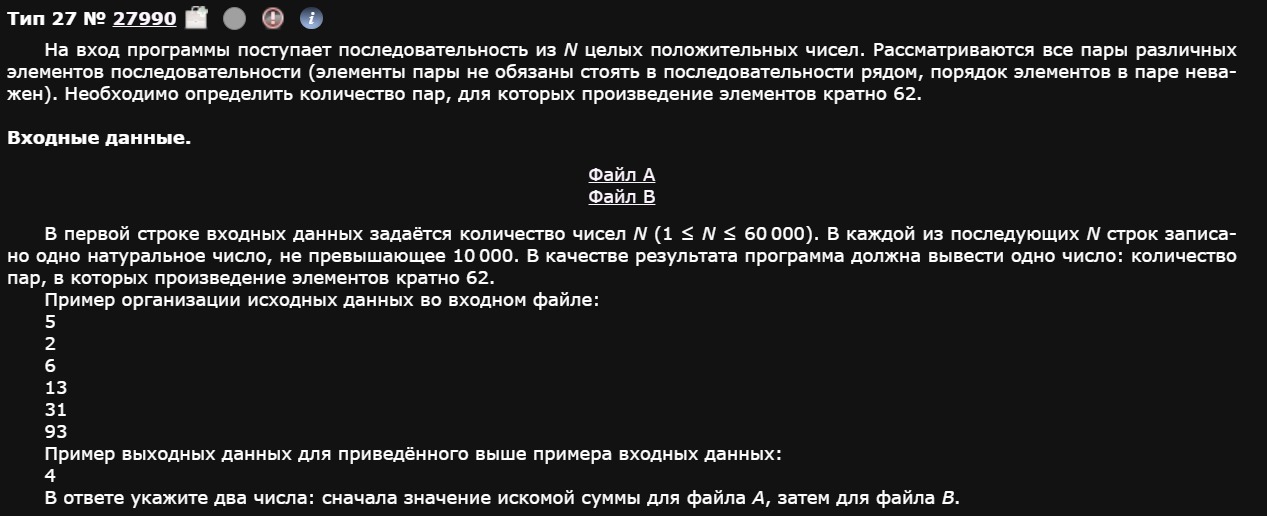 Тип 27 № 27990
На вход программы поступает последовательность из N целых положительных чисел. Рассматриваются все пары различных
элементов последовательности (элементы пары не обязаны стоять в последовательности рядом, порядок элементов в паре нева-
жен). Необходимо определить количество пар, для которых произведение элементов кратно 62.
Входные данные.
Файл A
Файл B
В первой строке входных данных задаётся количество чисел N (1 ≤ N ≤ 60 000). В каждой из последующих N строк записа-
но одно натуральное число, не превышающее 10 000. В качестве результата программа должна вывести одно число: количество
пар, в которых произведение элементов кратно 62.
Пример организации исходных данных во входном файле:
5
2
6
13
31
93
Пример выходных данных для приведённого выше примера входных данных:
4
В ответе укажите два числа: сначала значение искомой суммы для файла A, затем для файла B.